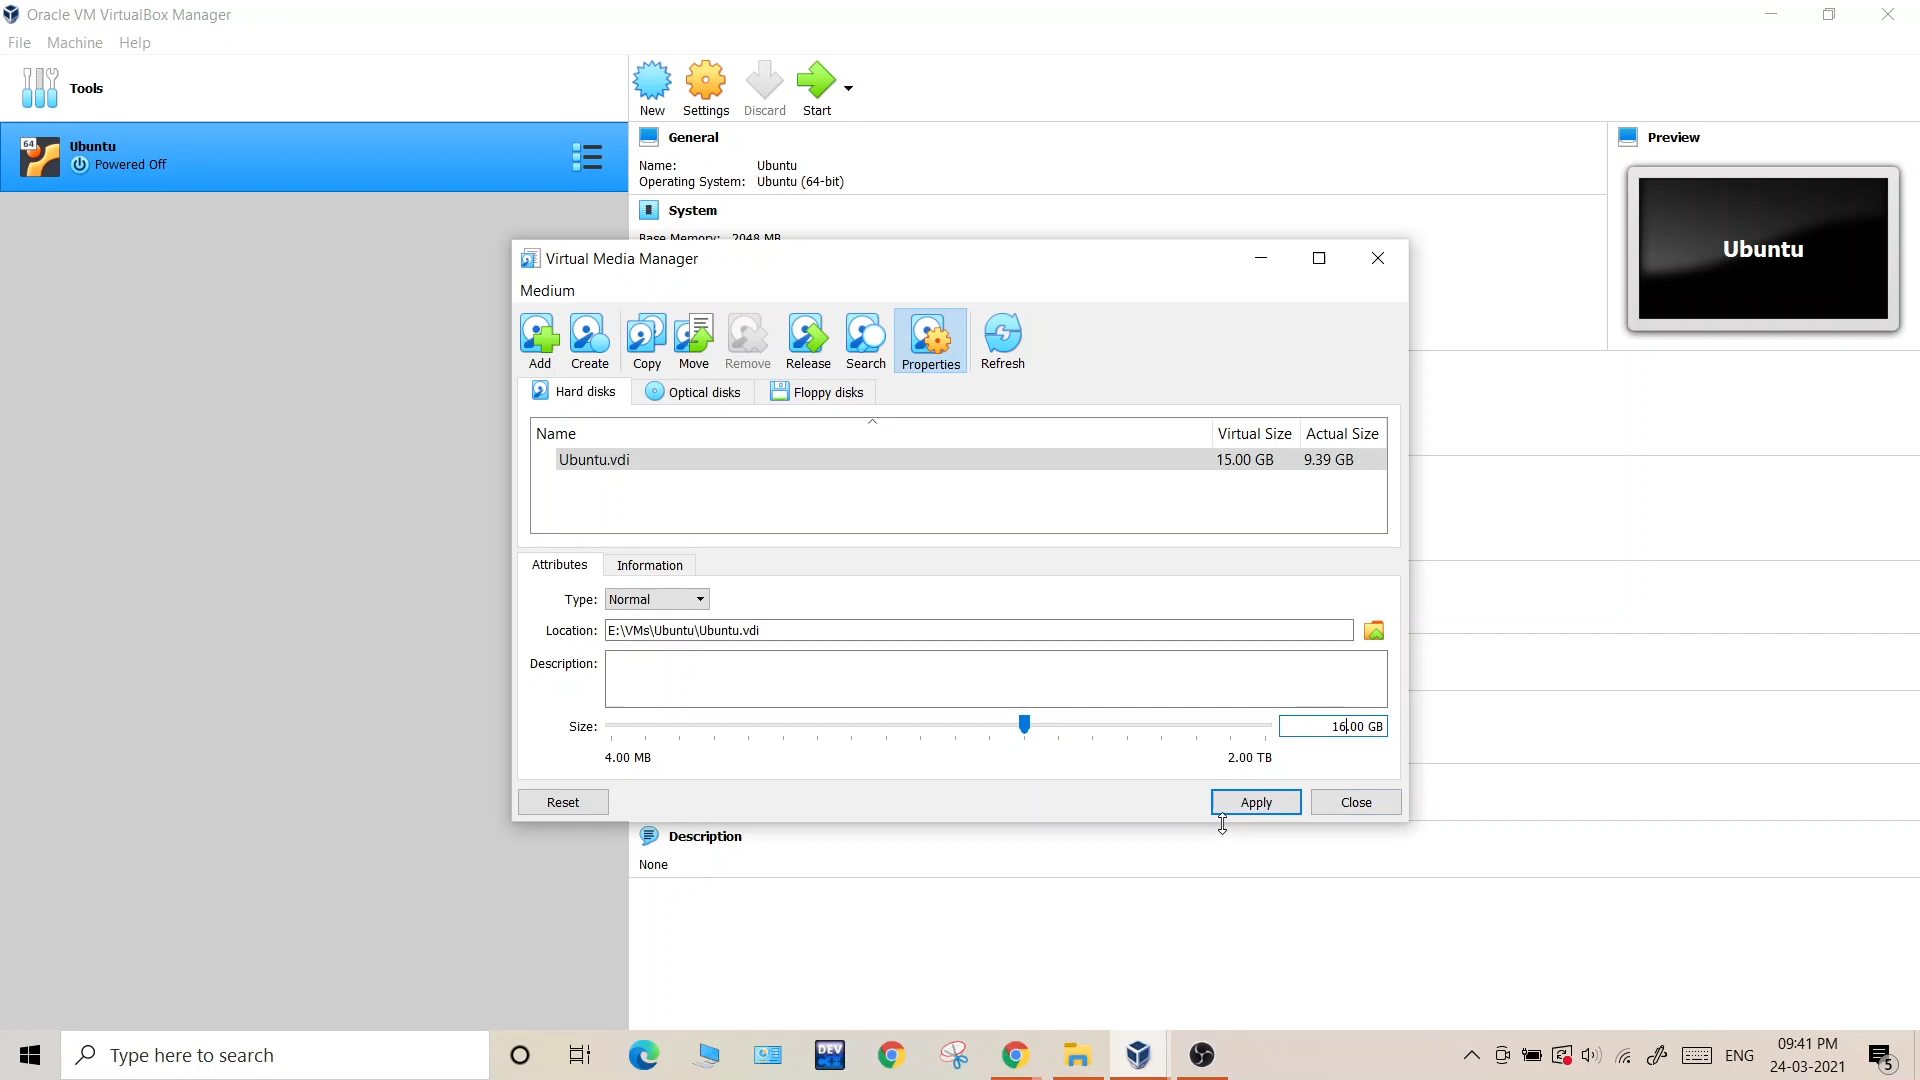 Oracle VM VirtualBox Manager
File Machine Help
Tools
New Settings Discard Start
64
Ubuntu
Powered Off
General
Name: Ubuntu
Operating System: Ubuntu (64-bit)
System
Base Memory: 2048 MB
Preview
Ubuntu
Virtual Media Manager
Medium
Add Create Copy Move Remove Release Search Properties Refresh
Hard disks Optical disks Floppy disks
Name Virtual Size Actual Size
Ubuntu.vdi 15.00 GB 9.39 GB
Attributes Information
Type: Normal
Location: E:\VMs\Ubuntu\Ubuntu.vdi
Description:
Size: 16.00 GB
4.00 MB 2.00 TB
Reset Apply Close
Description
None
Type here to search
DEV
ENG
09:41 PM
24-03-2021
5